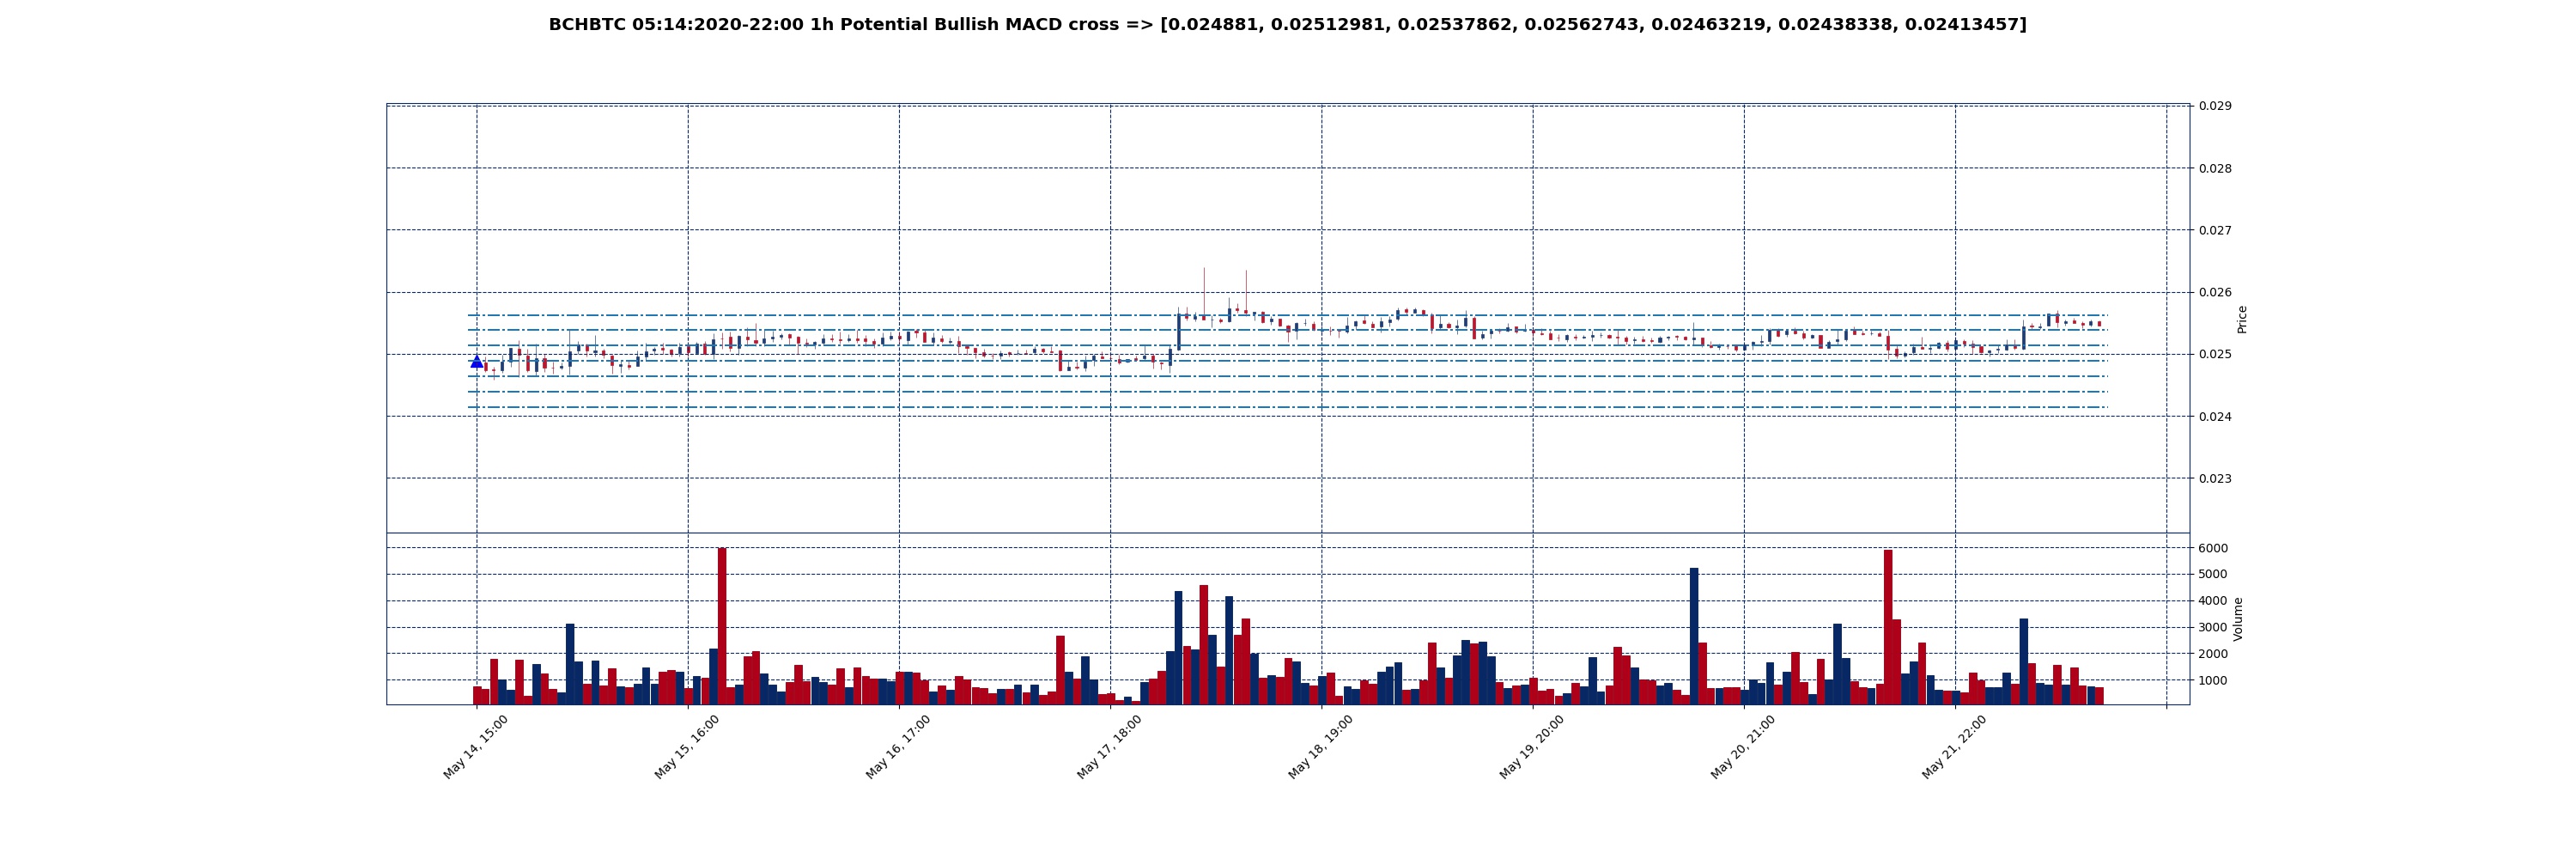 BCHBTC 05:14:2020-22:00 1h Potential Bullish MACD cross => [0.024881, 0.02512981, 0.02537862, 0.02562743, 0.02463219, 0.02438338, 0.02413457]
0.029
0.028
0.027
0.026
0.025
0.024
0.023
Price
6000
5000
4000
3000
2000
1000
Volume
May 14, 15:00
May 15, 16:00
May 16, 17:00
May 17, 18:00
May 18, 19:00
May 19, 20:00
May 20, 21:00
May 21, 22:00